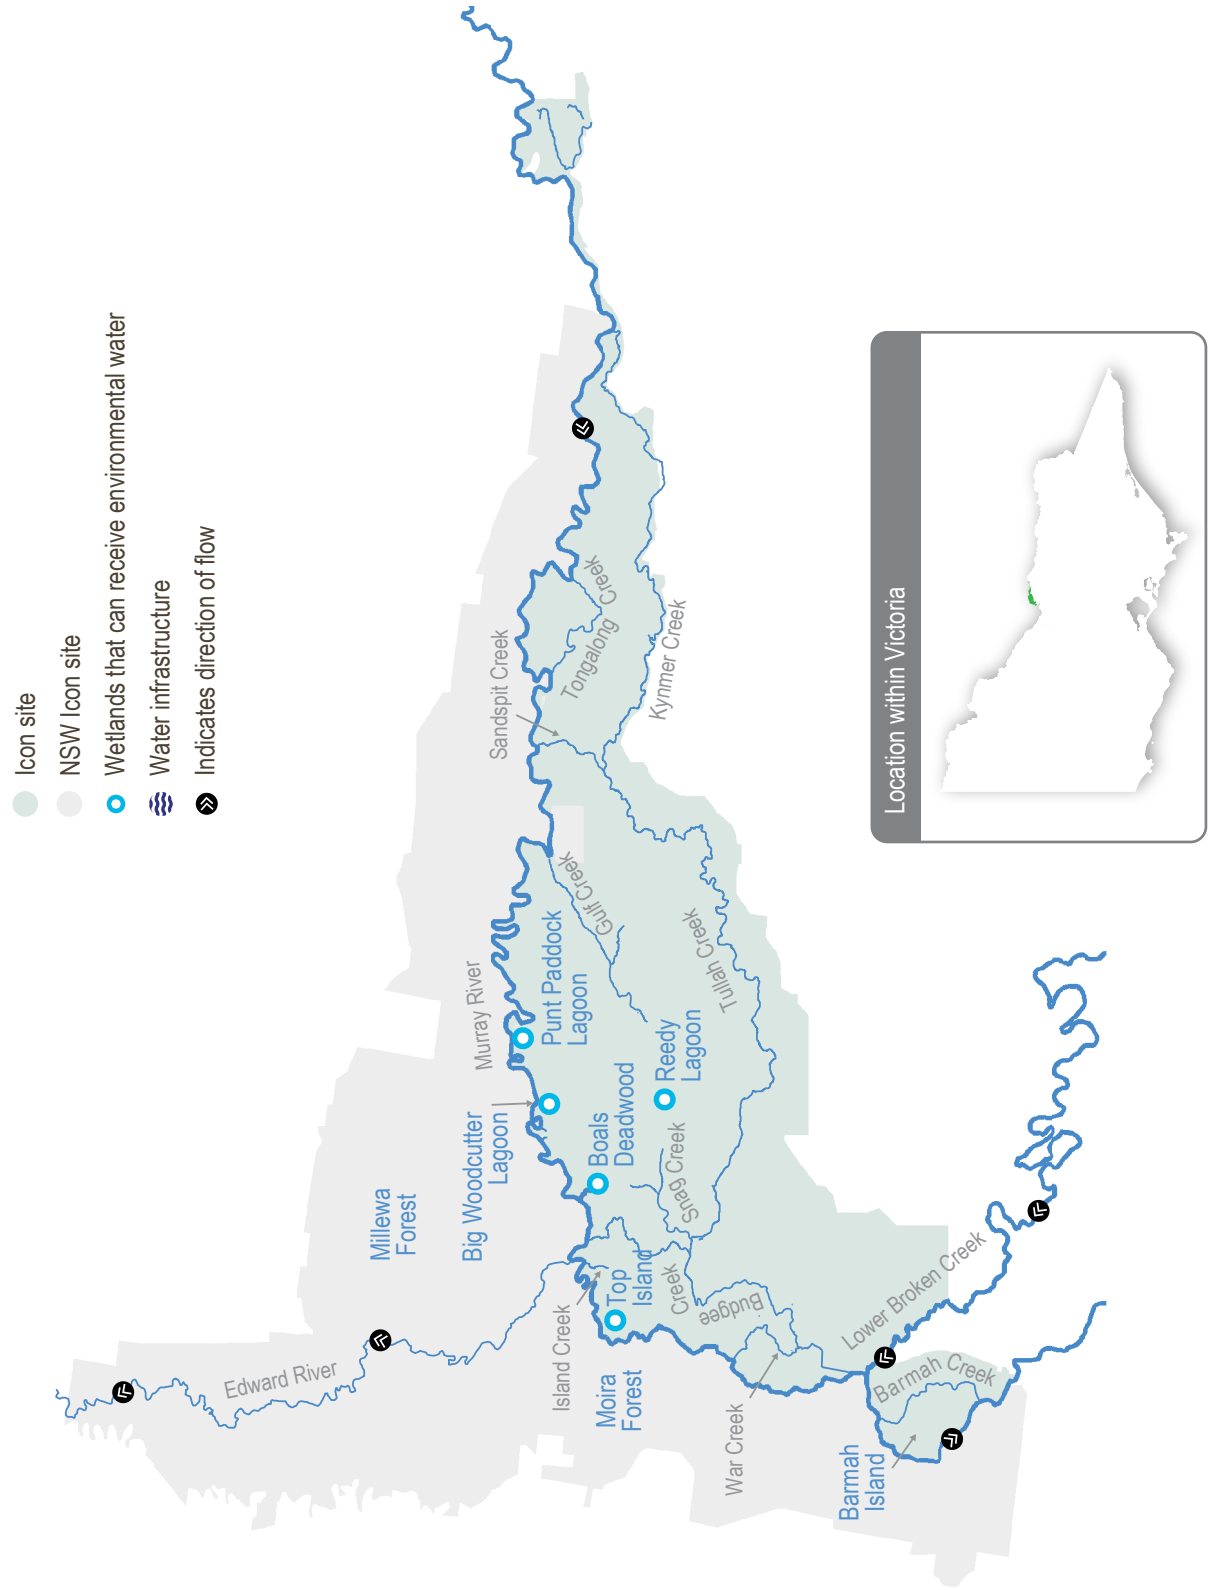 Icon site
NSW Icon site
Wetlands that can receive environmental water
Water infrastructure
Indicates direction of flow
Edward River
Millewa
Forest
Big Woodcutter
Lagoon
Murray River
Punt Paddock
Lagoon
Sandspit Creek
Tongalong Creek
Kynmer Creek
Gulf Creek
Tullah Creek
Reedy
Lagoon
Boals
Deadwood
Snag Creek
Top
Island
Island Creek
Moira
Forest
Budgee
Creek
War Creek
Lower Broken Creek
Barmah Creek
Barmah
Island
Location within Victoria